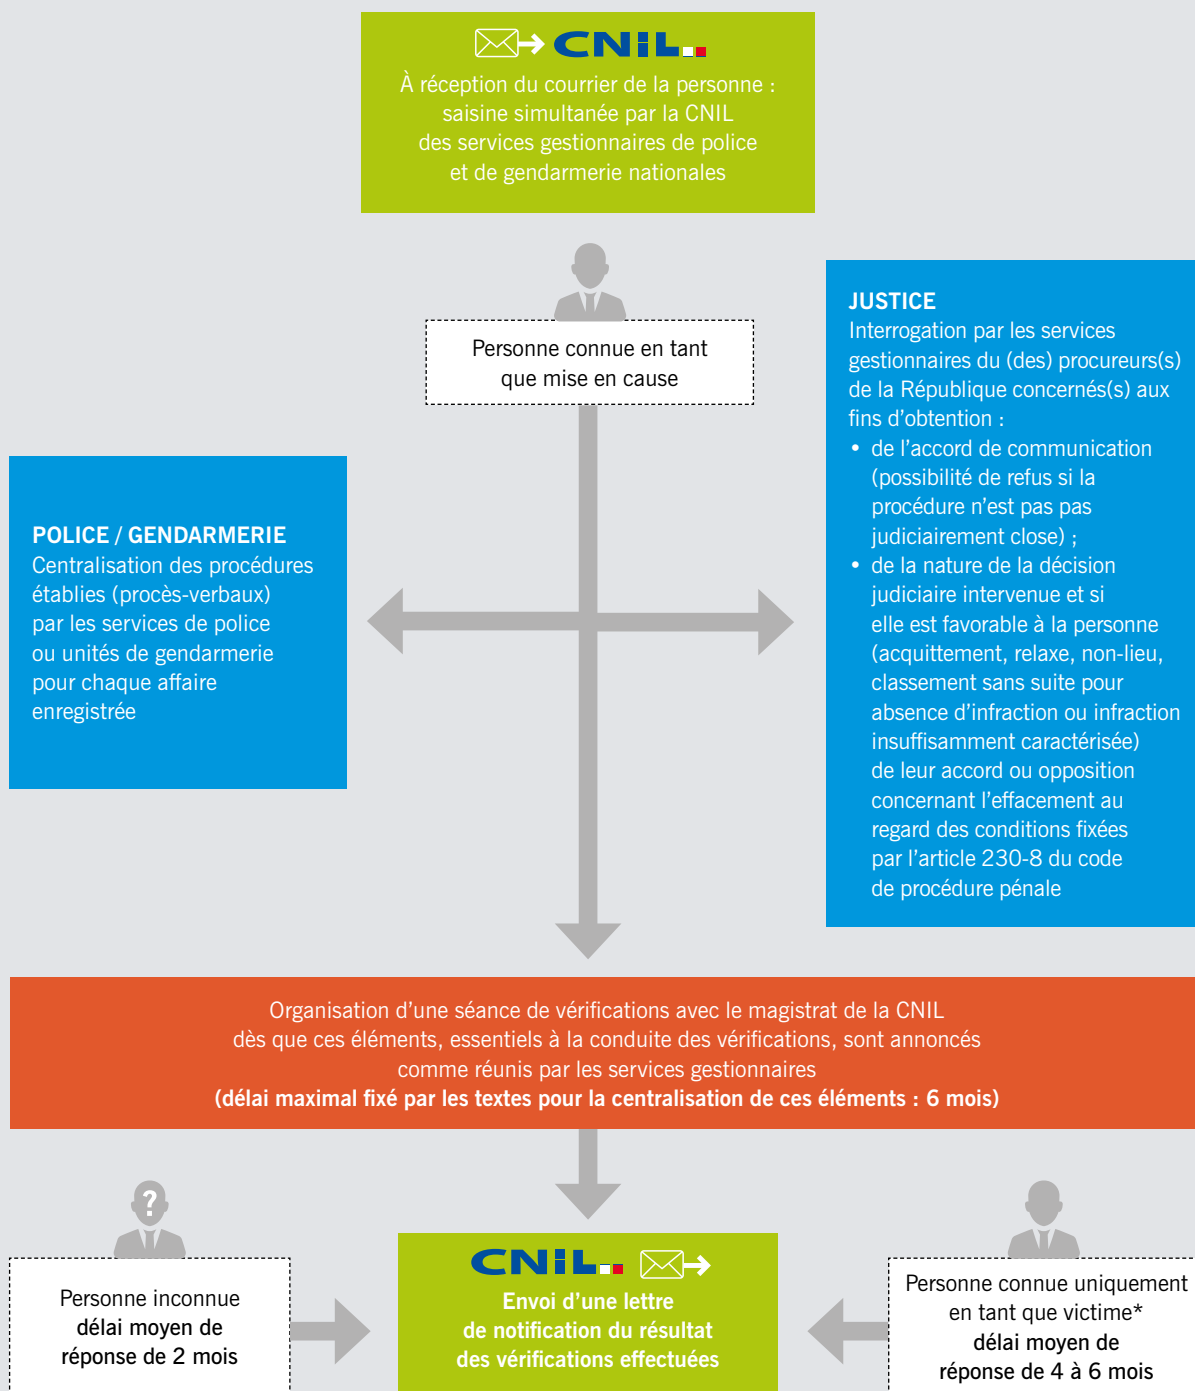 CNIL
À réception du courrier de la personne :
saisine simultanée par la CNIL
des services gestionnaires de police
et de gendarmerie nationales
Personne connue en tant
que mise en cause
JUSTICE
Interrogation par les services
gestionnaires du (des) procureurs(s)
de la République concernés(s) aux
fins d'obtention :
• de l'accord de communication
(possibilité de refus si la
procédure n'est pas pas
judiciairement close) ;
• de la nature de la décision
judiciaire intervenue et si
elle est favorable à la personne
(acquittement, relaxe, non-lieu,
classement sans suite pour
absence d'infraction ou infraction
insuffisamment caractérisée)
de leur accord ou opposition
concernant l'effacement au
regard des conditions fixées
par l'article 230-8 du code
de procédure pénale
POLICE / GENDARMERIE
Centralisation des procédures
établies (procès-verbaux)
par les services de police
ou unités de gendarmerie
pour chaque affaire
enregistrée
Organisation d'une séance de vérifications avec le magistrat de la CNIL
dès que ces éléments, essentiels à la conduite des vérifications, sont annoncés
comme réunis par les services gestionnaires
(délai maximal fixé par les textes pour la centralisation de ces éléments : 6 mois)
?
Personne inconnue
délai moyen de
réponse de 2 mois
CNIL
Envoi d'une lettre
de notification du résultat
des vérifications effectuées
Personne connue uniquement
en tant que victime*
délai moyen de
réponse de 4 à 6 mois